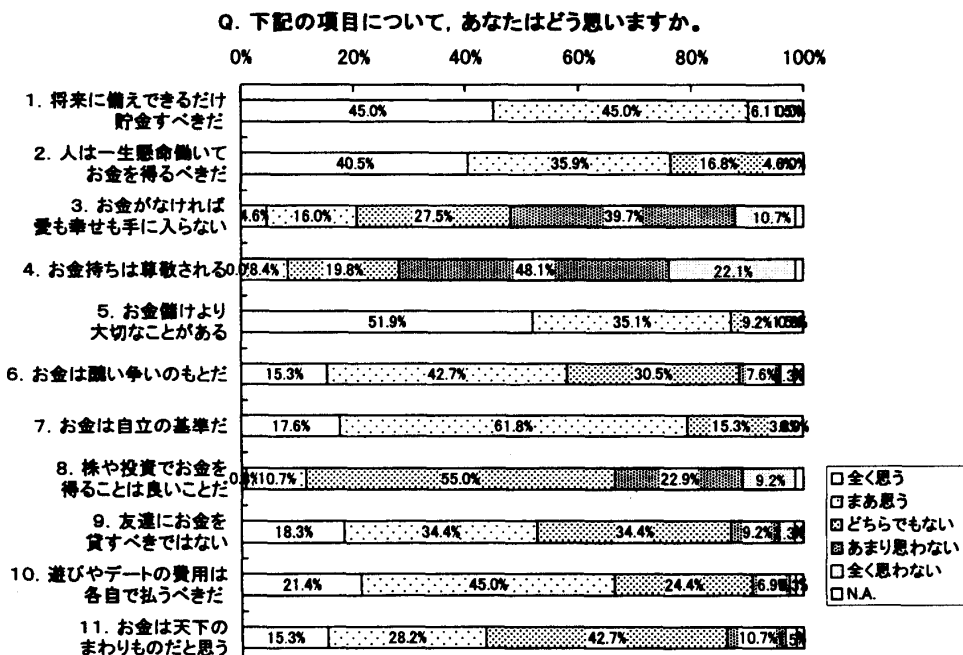 Q. 下記の項目について, あなたはどう思いますか。
0% 20% 40% 60% 80% 100%
1. 将来に備えできるだけ
貯金すべきだ
45.0% 45.0%
2. 人は一生懸命働いて
お金を得るべきだ
40.5% 35.9% 16.8%
3. お金がなければ
愛も幸せも手に入らない
4.6% 16.0% 27.5% 39.7% 10.7%
4. お金持ちは尊敬される
8.4% 19.8% 48.1% 22.1%
5. お金儲けより
大切なことがある
51.9% 35.1% 9.2%
6. お金は醜い争いのもとだ
15.3% 42.7% 30.5% 7.6%
7. お金は自立の基準だ
17.6% 61.8% 15.3%
8. 株や投資でお金を
得ることは良いことだ
10.7% 55.0% 22.9% 9.2%
9. 友達にお金を
貸すべきではない
18.3% 34.4% 34.4% 9.2%
10. 遊びやデートの費用は
各自で払うべきだ
21.4% 45.0% 24.4% 6.9%
11. お金は天下の
まわりものだと思う
15.3% 28.2% 42.7% 10.7%
全く思う
まあ思う
どちらでもない
あまり思わない
全く思わない
N.A.